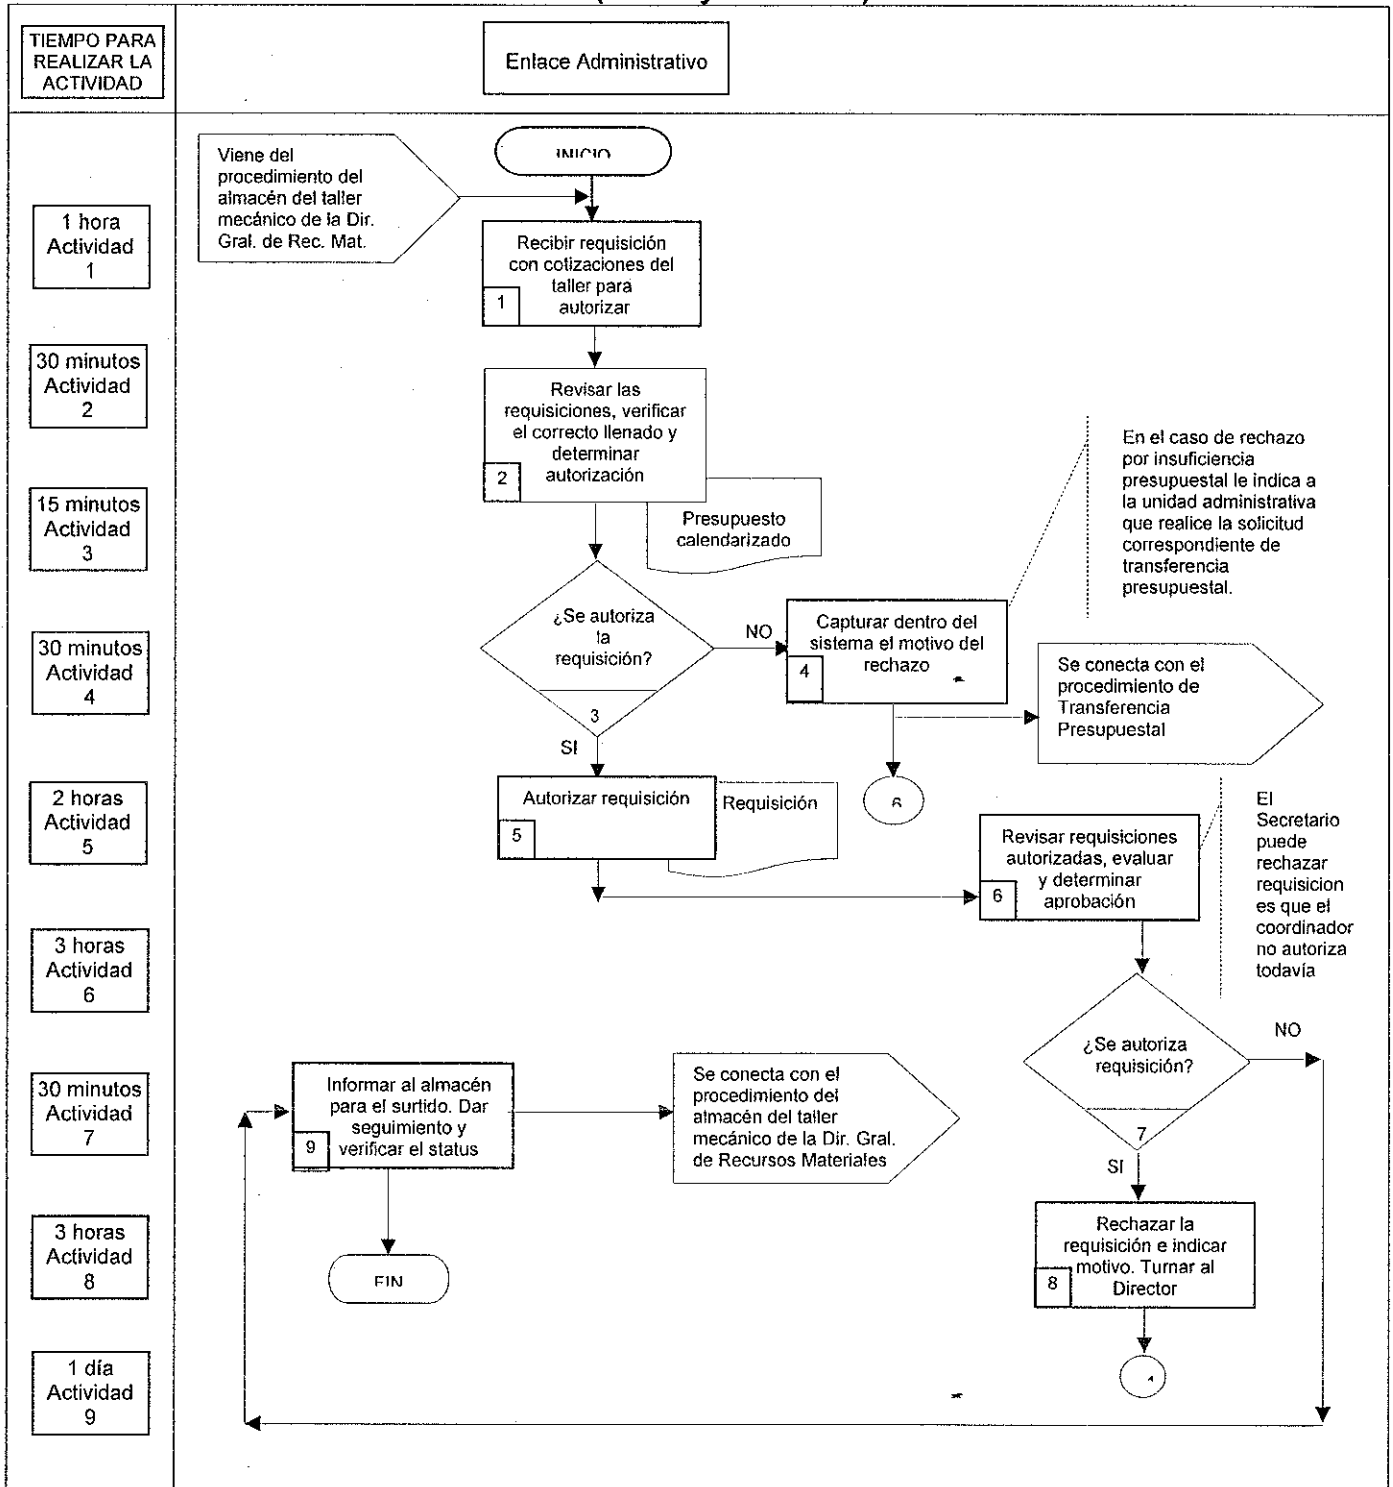 TIEMPO PARA
REALIZAR LA
ACTIVIDAD
Enlace Administrativo
INICIO
Viene del
procedimiento del
almacén del taller
mecánico de la Dir.
Gral. de Rec. Mat.
1 hora
Actividad
1
Recibir requisición
con cotizaciones del
taller para
autorizar
1
30 minutos
Actividad
2
Revisar las
requisiciones, verificar
el correcto llenado y
determinar
autorización
2
Presupuesto
calendarizado
En el caso de rechazo
por insuficiencia
presupuestal le indica a
la unidad administrativa
que realice la solicitud
correspondiente de
transferencia
presupuestal.
15 minutos
Actividad
3
¿Se autoriza
la
requisición?
3
NO
SI
Capturar dentro del
sistema el motivo del
rechazo
4
30 minutos
Actividad
4
Se conecta con el
procedimiento de
Transferencia
Presupuestal
6
2 horas
Actividad
5
Autorizar requisición
5
Requisición
Revisar requisiciones
autorizadas, evaluar
y determinar
aprobación
6
El
Secretario
puede
rechazar
requisicion
es que el
coordinador
no autoriza
todavía
3 horas
Actividad
6
¿Se autoriza
requisición?
7
NO
SI
30 minutos
Actividad
7
Informar al almacén
para el surtido. Dar
seguimiento y
verificar el status
9
Se conecta con el
procedimiento del
almacén del taller
mecánico de la Dir. Gral.
de Recursos Materiales
3 horas
Actividad
8
Rechazar la
requisición e indicar
motivo. Turnar al
Director
8
FIN
1 día
Actividad
9